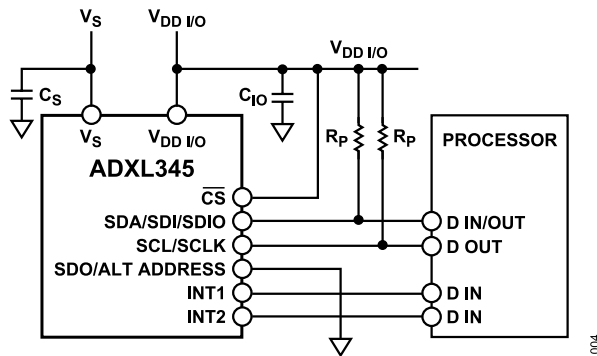 VS
VDD I/O
VDD I/O
CS
CIO
VS
VDD I/O
RP
RP
PROCESSOR
ADXL345
C̅S̅
SDA/SDI/SDIO
D IN/OUT
SCL/SCLK
D OUT
SDO/ALT ADDRESS
INT1
D IN
INT2
D IN
004